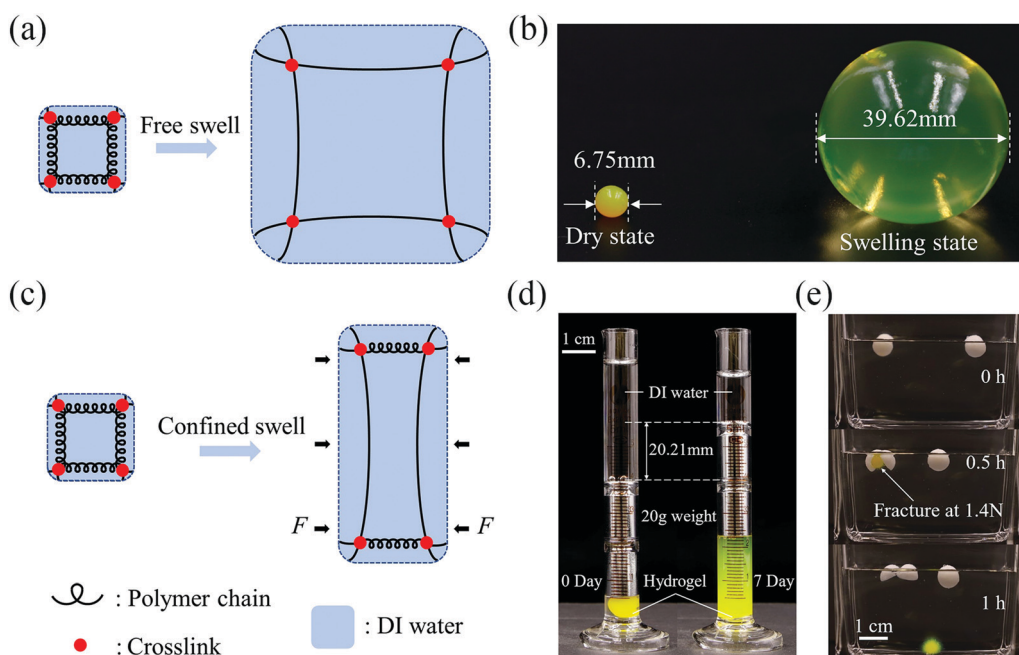 (a)
Free swell
(b)
6.75mm
Dry state
39.62mm
Swelling state
(c)
Confined swell
F
F
: Polymer chain
: Crosslink
: DI water
(d)
1 cm
DI water
20.21mm
20g weight
0 Day
Hydrogel
7 Day
(e)
0 h
0.5 h
Fracture at 1.4N
1 h
1 cm